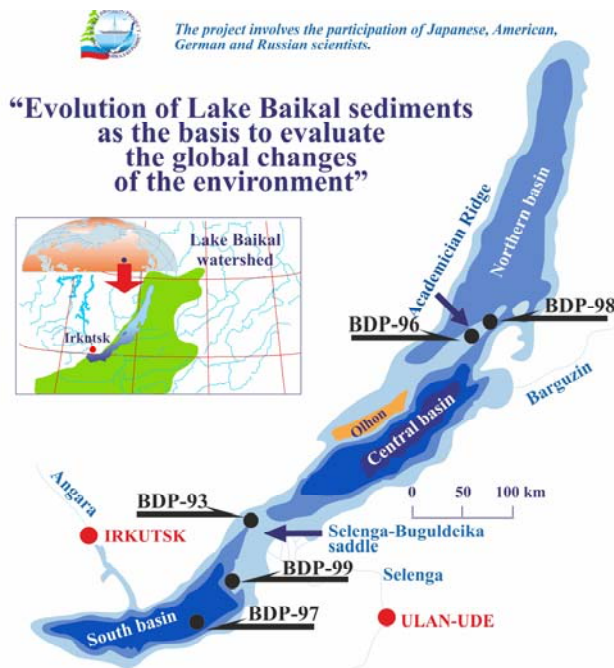 The project involves the participation of Japanese, American,
German and Russian scientists.
“Evolution of Lake Baikal sediments
as the basis to evaluate
the global changes
of the environment”
Lake Baikal
watershed
Irkutsk
Academician Ridge
Northern basin
BDP-98
BDP-96
Barguzin
Olhon
Central basin
0 50 100 km
Angara
BDP-93
IRKUTSK
Selenga-Buguldeika
saddle
BDP-99
Selenga
South basin
BDP-97
ULAN-UDE